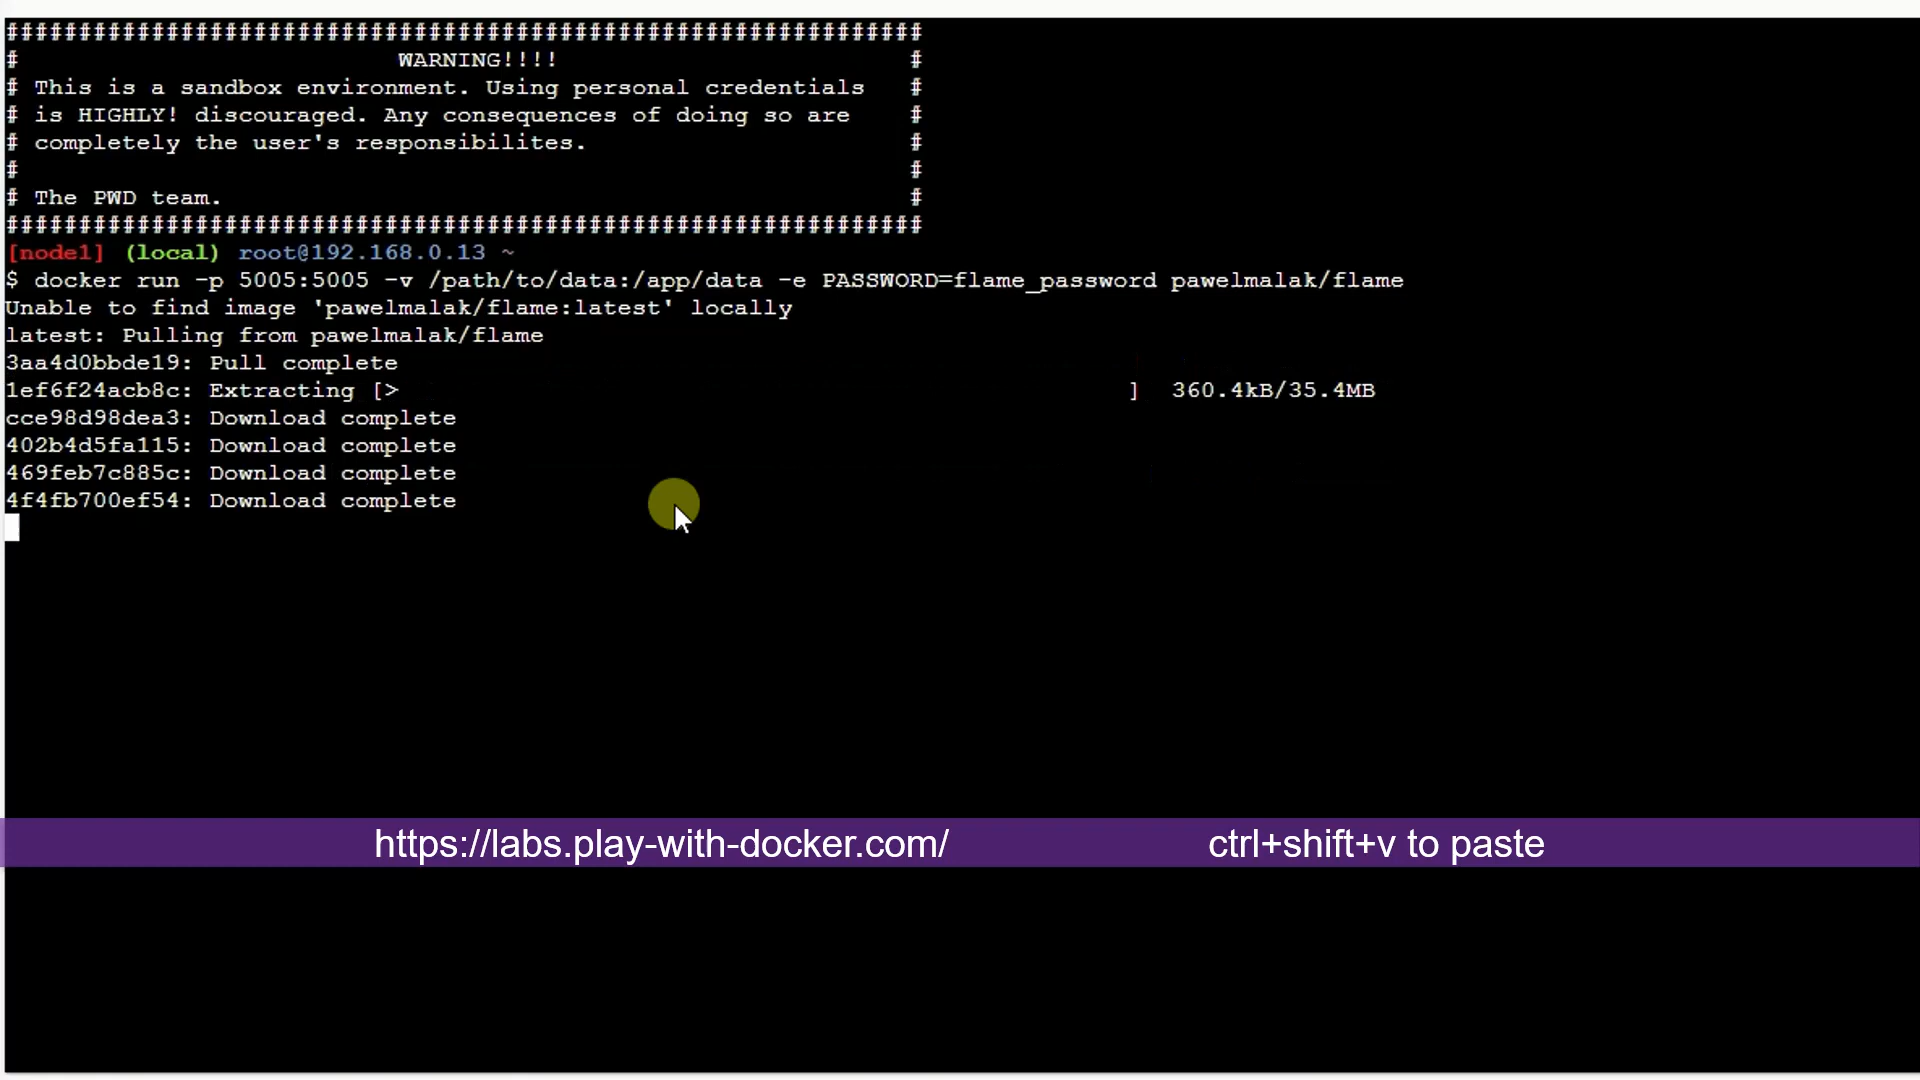 ###############################################################
#                          WARNING!!!!                        #
# This is a sandbox environment. Using personal credentials   #
# is HIGHLY! discouraged. Any consequences of doing so are    #
# completely the user's responsibilites.                      #
#                                                             #
# The PWD team.                                               #
###############################################################
[node1] (local) root@192.168.0.13 ~
$ docker run -p 5005:5005 -v /path/to/data:/app/data -e PASSWORD=flame_password pawelmalak/flame
Unable to find image 'pawelmalak/flame:latest' locally
latest: Pulling from pawelmalak/flame
3aa4d0bbde19: Pull complete
1ef6f24acb8c: Extracting [>                                                  ]  360.4kB/35.4MB
cce98d98dea3: Download complete
402b4d5fa115: Download complete
469feb7c885c: Download complete
4f4fb700ef54: Download complete
https://labs.play-with-docker.com/ ctrl+shift+v to paste